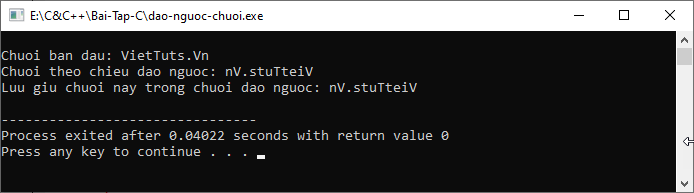 E:\C&C++\Bai-Tap-C\dao-nguoc-chuoi.exe
Chuoi ban dau: VietTuts.Vn
Chuoi theo chieu dao nguoc: nV.stuTteiV
Luu giu chuoi nay trong chuoi dao nguoc: nV.stuTteiV
--------------------------------
Process exited after 0.04022 seconds with return value 0
Press any key to continue . . .